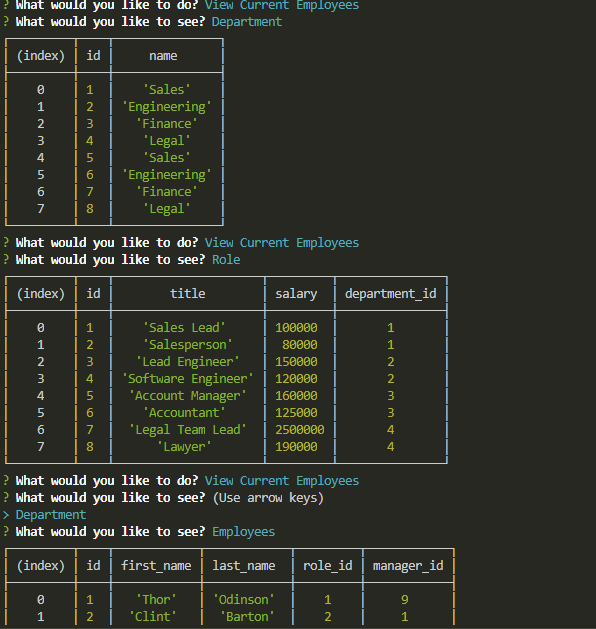 ? What would you like to do? View Current Employees
? What would you like to see? Department
(index) id name
0 1 'Sales'
1 2 'Engineering'
2 3 'Finance'
3 4 'Legal'
4 5 'Sales'
5 6 'Engineering'
6 7 'Finance'
7 8 'Legal'
? What would you like to do? View Current Employees
? What would you like to see? Role
(index) id title salary department_id
0 1 'Sales Lead' 100000 1
1 2 'Salesperson' 80000 1
2 3 'Lead Engineer' 150000 2
3 4 'Software Engineer' 120000 2
4 5 'Account Manager' 160000 3
5 6 'Accountant' 125000 3
6 7 'Legal Team Lead' 2500000 4
7 8 'Lawyer' 190000 4
? What would you like to do? View Current Employees
? What would you like to see? (Use arrow keys)
> Department
? What would you like to see? Employees
(index) id first_name last_name role_id manager_id
0 1 'Thor' 'Odinson' 1 9
1 2 'Clint' 'Barton' 2 1